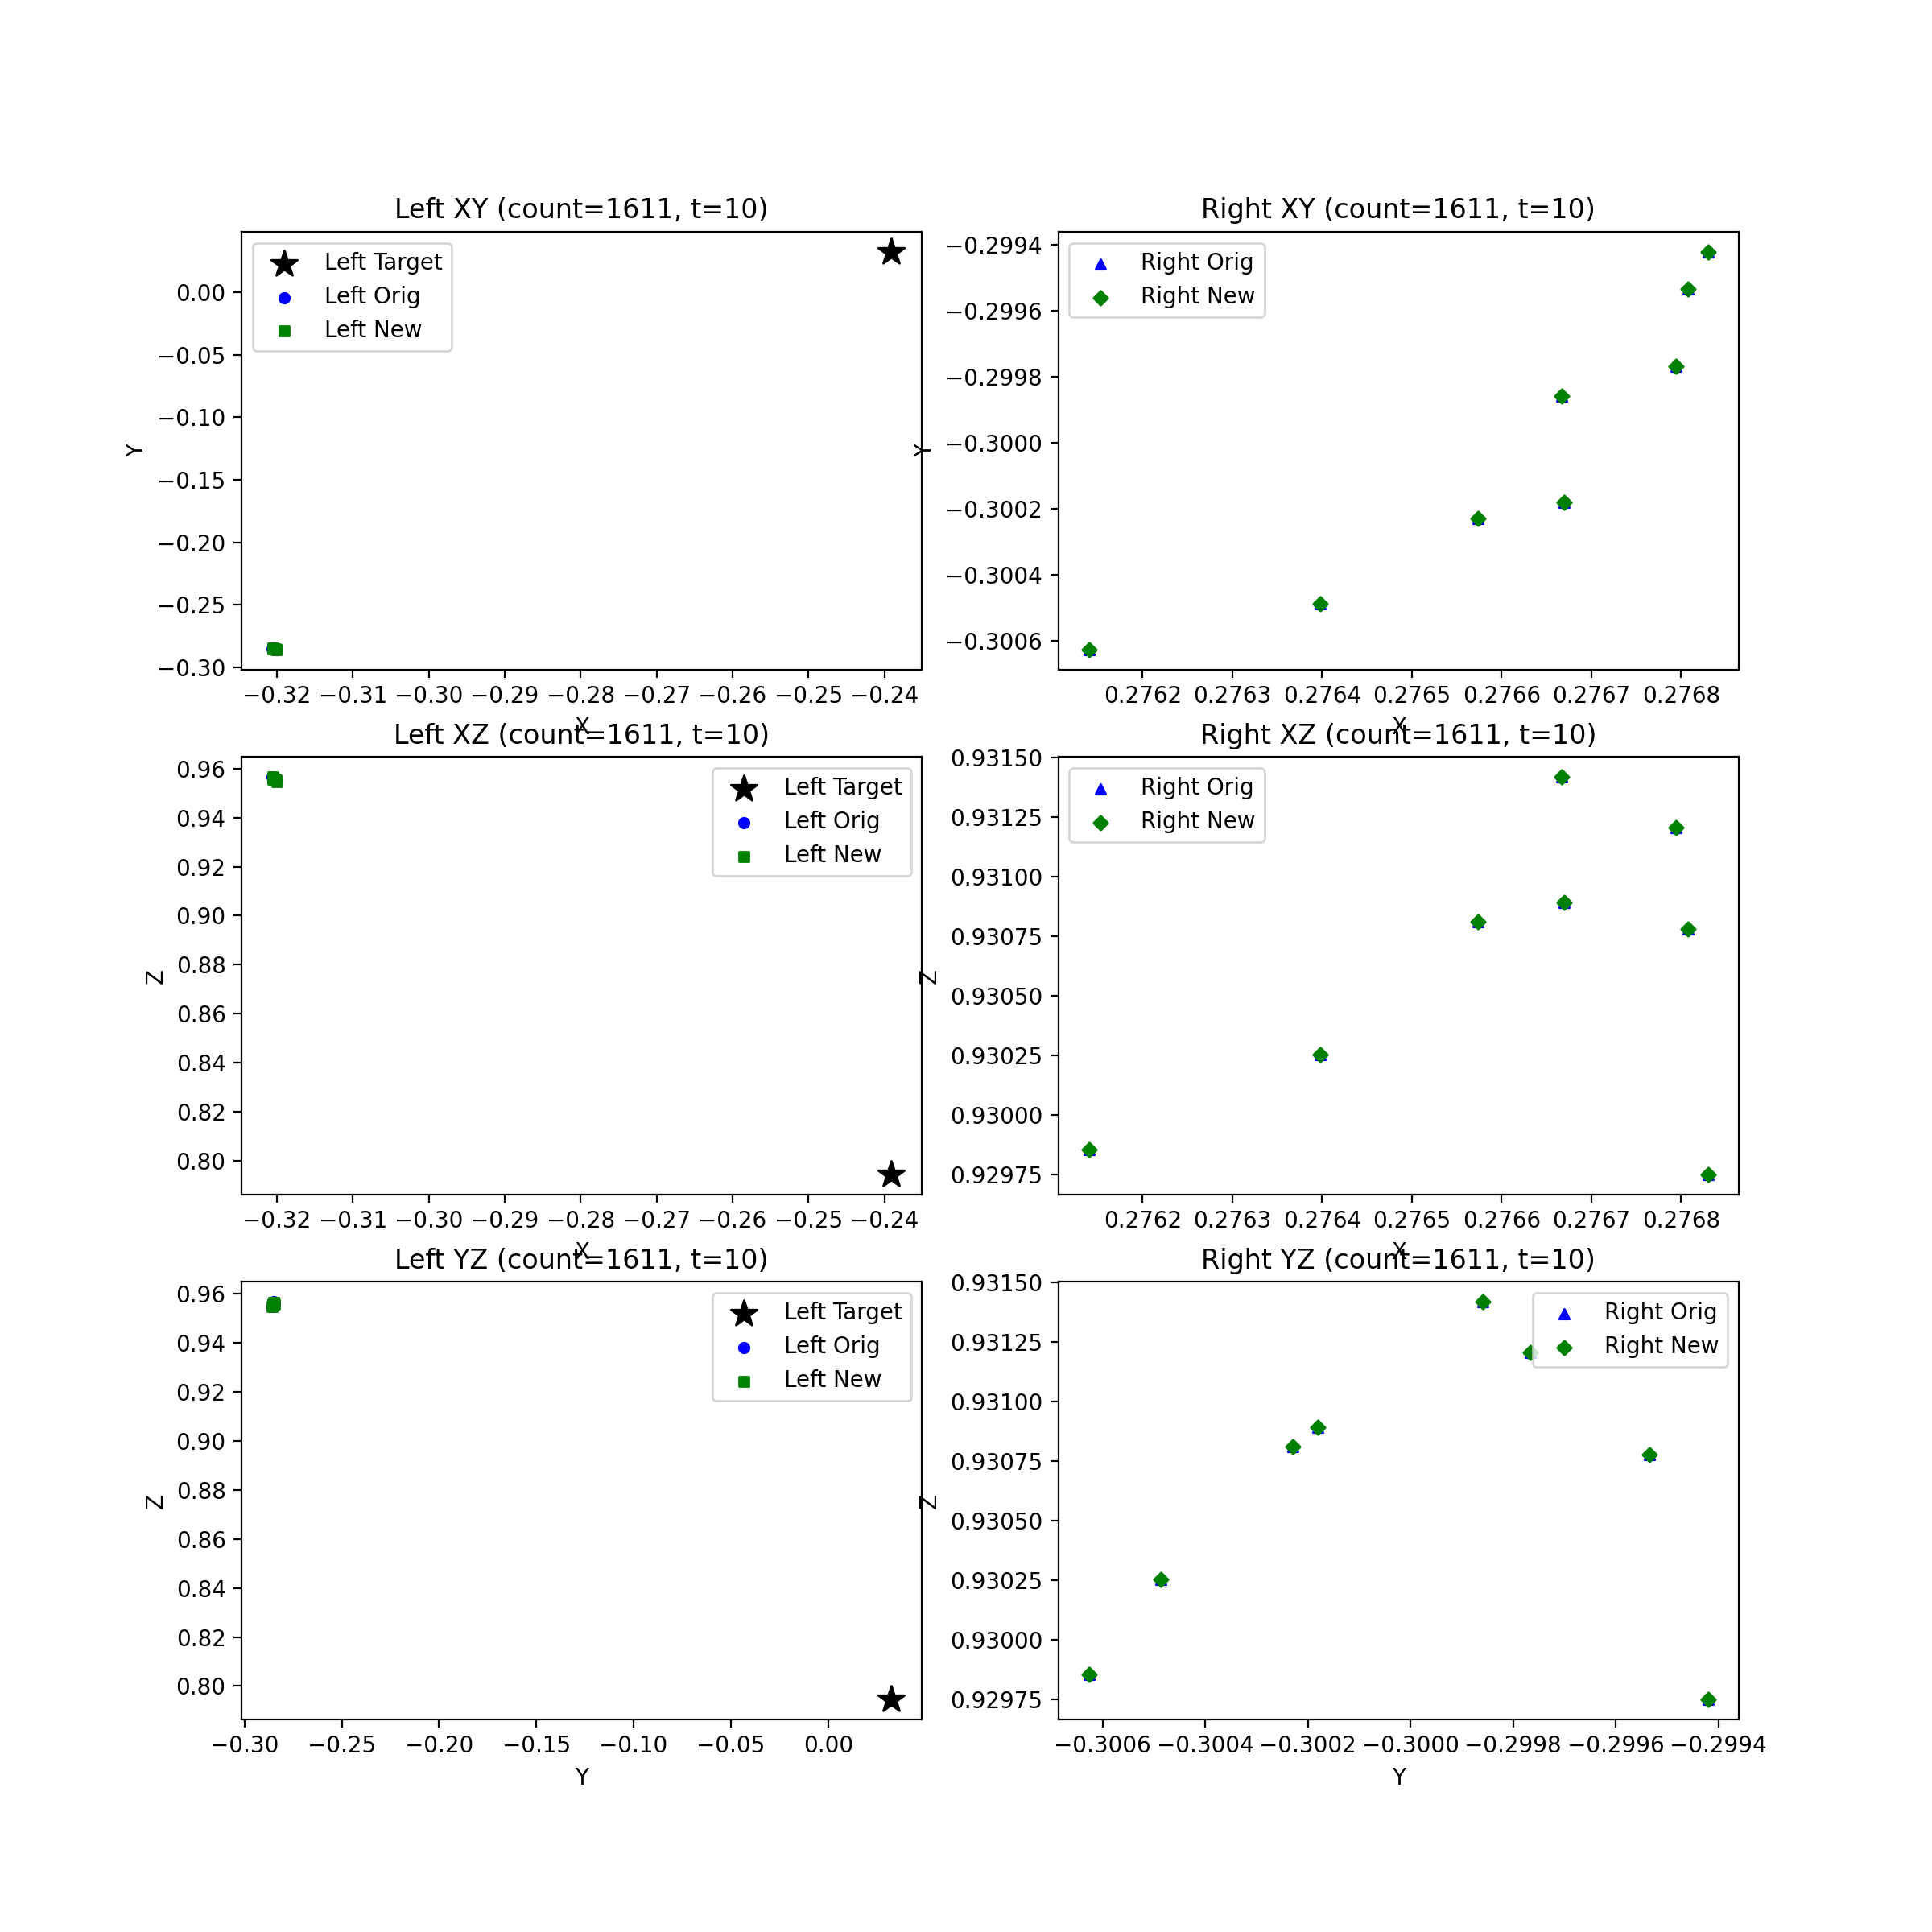 Left XY (count=1611, t=10)
Left Target
Left Orig
Left New
0.00
−0.05
−0.10
−0.15
−0.20
−0.25
−0.30
Y
−0.32 −0.31 −0.30 −0.29 −0.28 −0.27 −0.26 −0.25 −0.24
X
Right XY (count=1611, t=10)
Right Orig
Right New
−0.2994
−0.2996
−0.2998
−0.3000
−0.3002
−0.3004
−0.3006
Y
0.2762 0.2763 0.2764 0.2765 0.2766 0.2767 0.2768
X
Left XZ (count=1611, t=10)
Left Target
Left Orig
Left New
0.96
0.94
0.92
0.90
0.88
0.86
0.84
0.82
0.80
Z
−0.32 −0.31 −0.30 −0.29 −0.28 −0.27 −0.26 −0.25 −0.24
X
Right XZ (count=1611, t=10)
Right Orig
Right New
0.93150
0.93125
0.93100
0.93075
0.93050
0.93025
0.93000
0.92975
Z
0.2762 0.2763 0.2764 0.2765 0.2766 0.2767 0.2768
X
Left YZ (count=1611, t=10)
Left Target
Left Orig
Left New
0.96
0.94
0.92
0.90
0.88
0.86
0.84
0.82
0.80
Z
−0.30 −0.25 −0.20 −0.15 −0.10 −0.05 0.00
Y
Right YZ (count=1611, t=10)
Right Orig
Right New
0.93150
0.93125
0.93100
0.93075
0.93050
0.93025
0.93000
0.92975
Z
−0.3006 −0.3004 −0.3002 −0.3000 −0.2998 −0.2996 −0.2994
Y